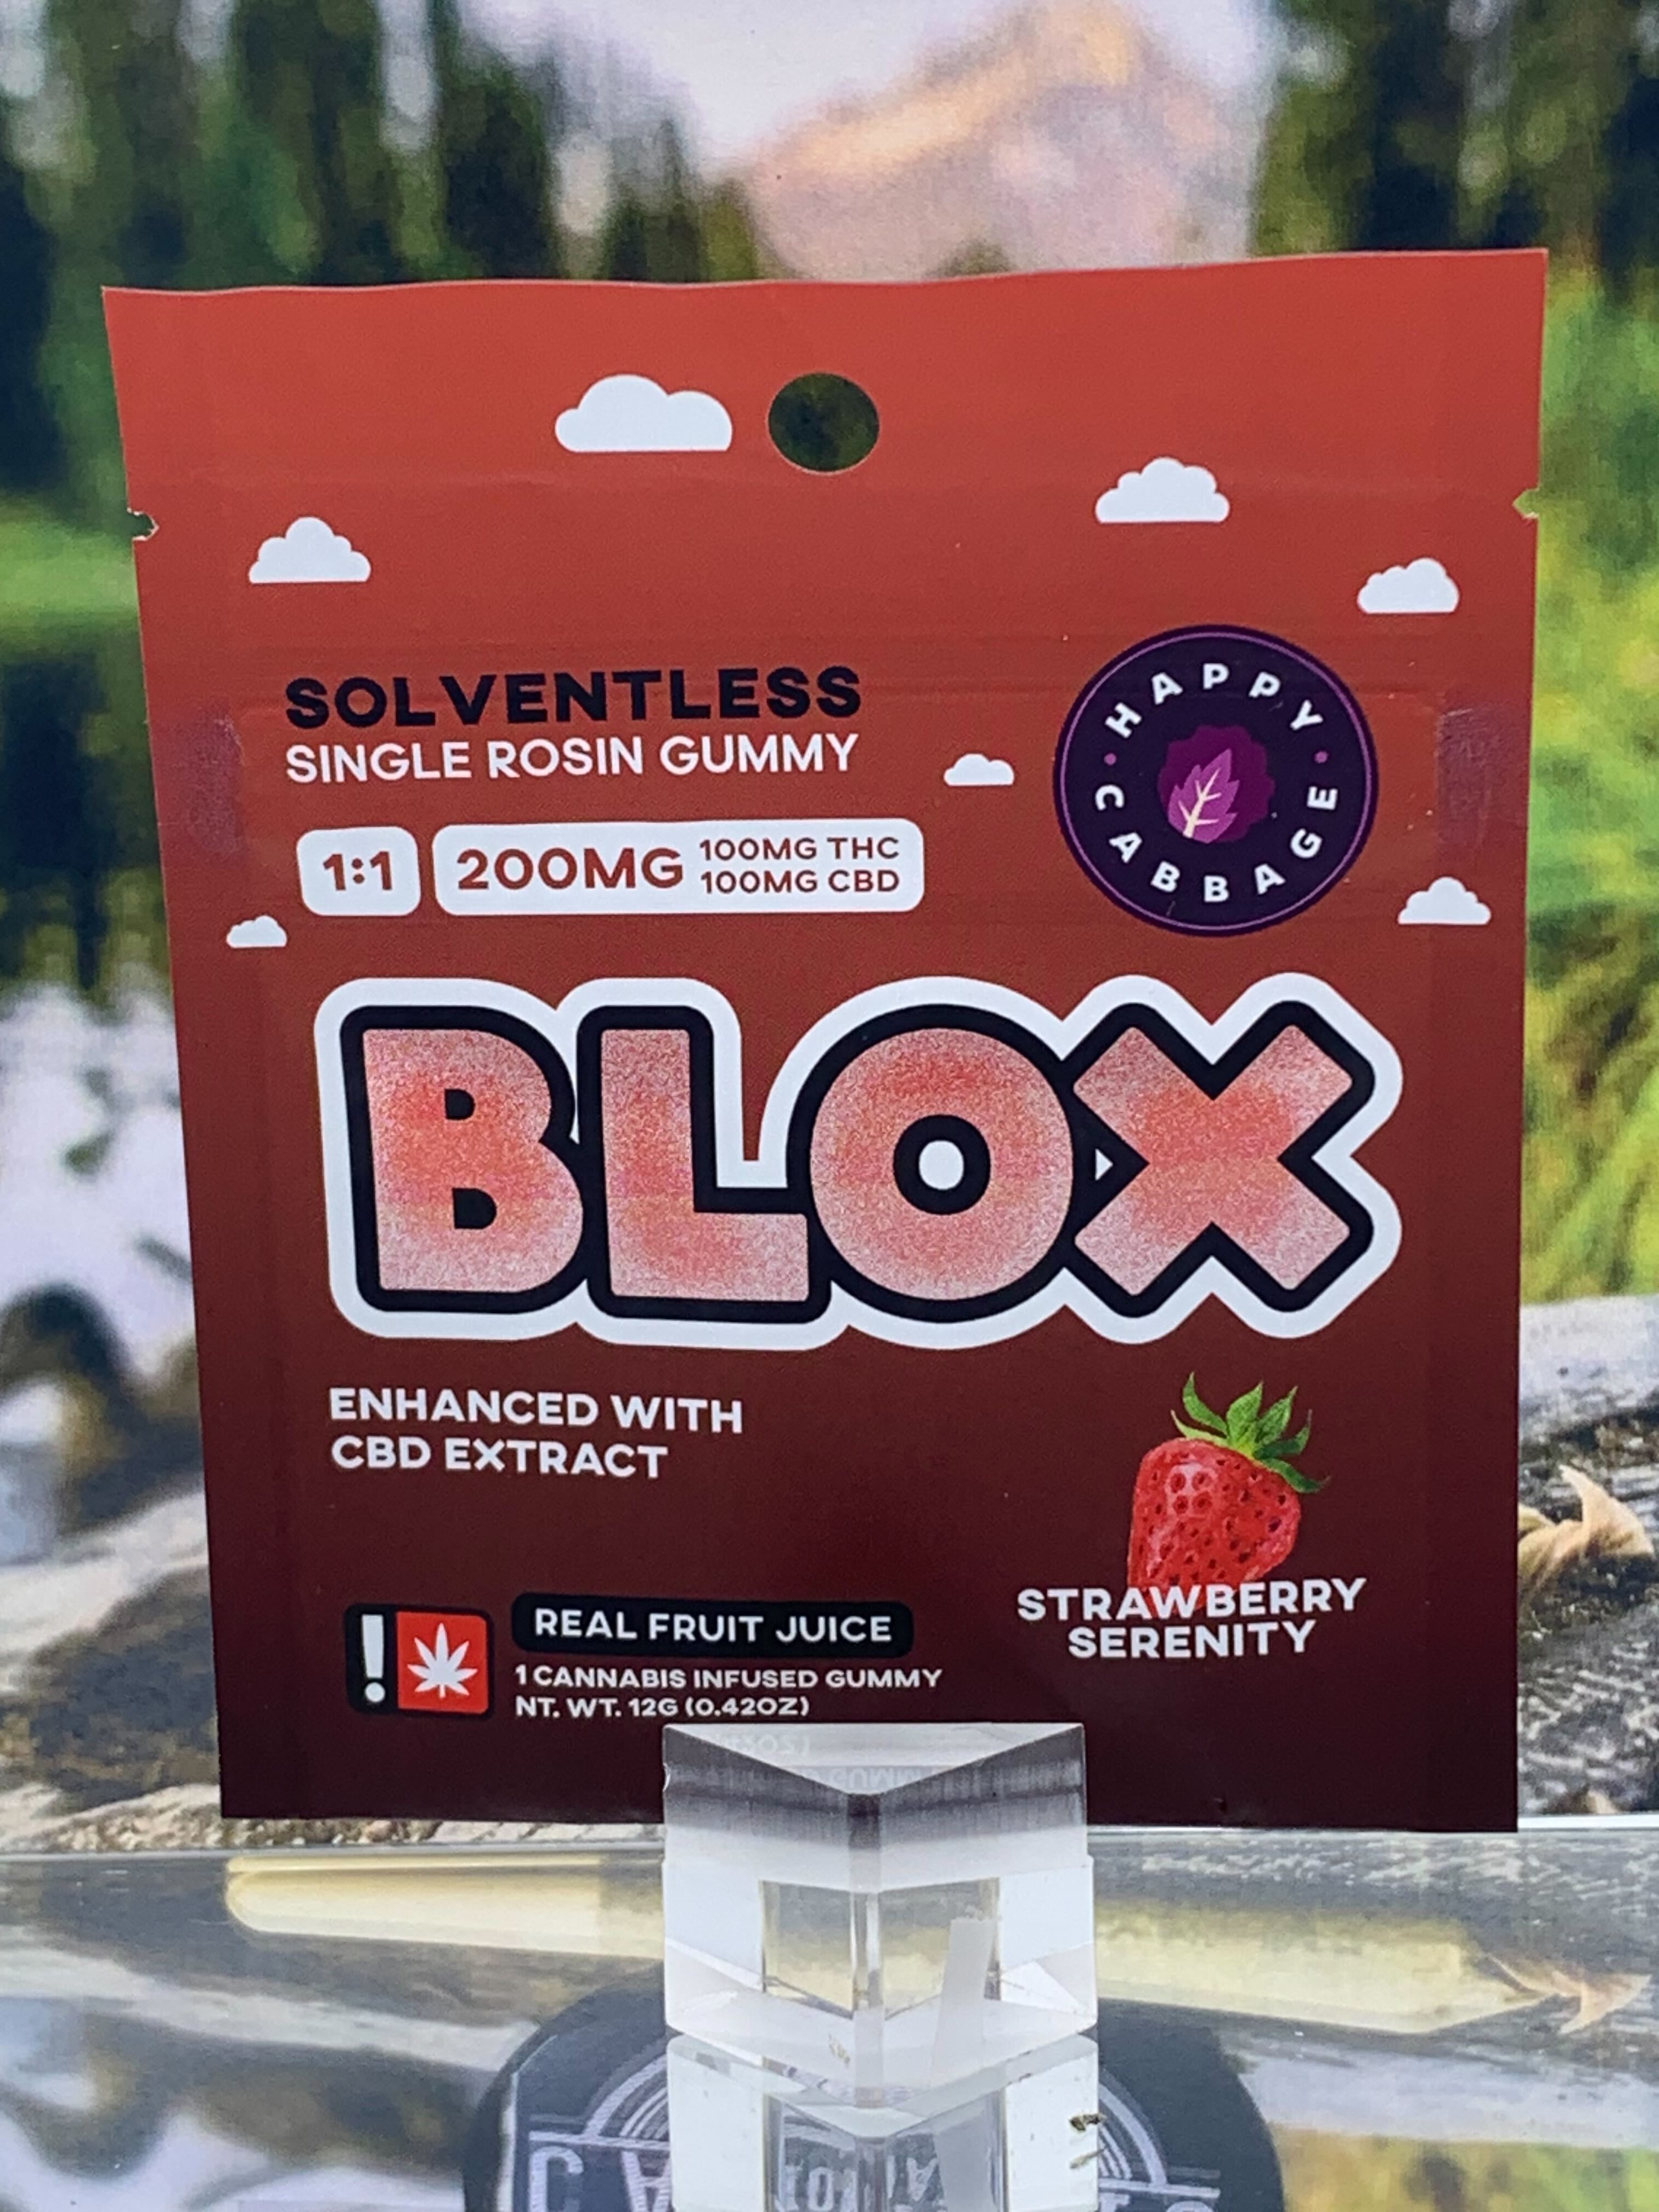 SOLVENTLESS
SINGLE ROSIN GUMMY
1:1 200MG 100MG THC
100MG CBD
HAPPY CABBAGE
BLOX
ENHANCED WITH
CBD EXTRACT
STRAWBERRY
SERENITY
REAL FRUIT JUICE
1 CANNABIS INFUSED GUMMY
NT. WT. 12G (0.42OZ)